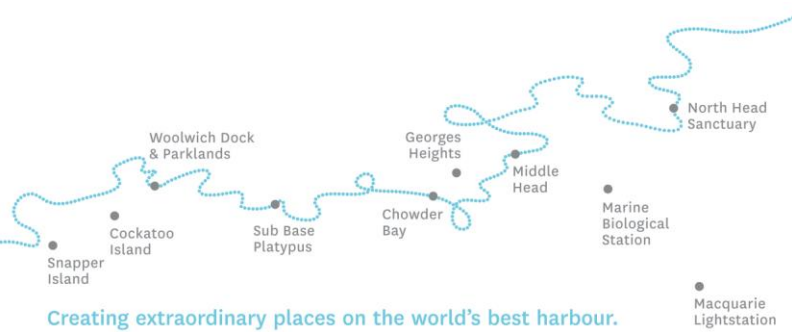 North Head
Sanctuary
Woolwich Dock
& Parklands
Georges
Heights
Middle
Head
Marine
Biological
Station
Chowder
Bay
Sub Base
Platypus
Cockatoo
Island
Snapper
Island
Macquarie
Lightstation
Creating extraordinary places on the world's best harbour.